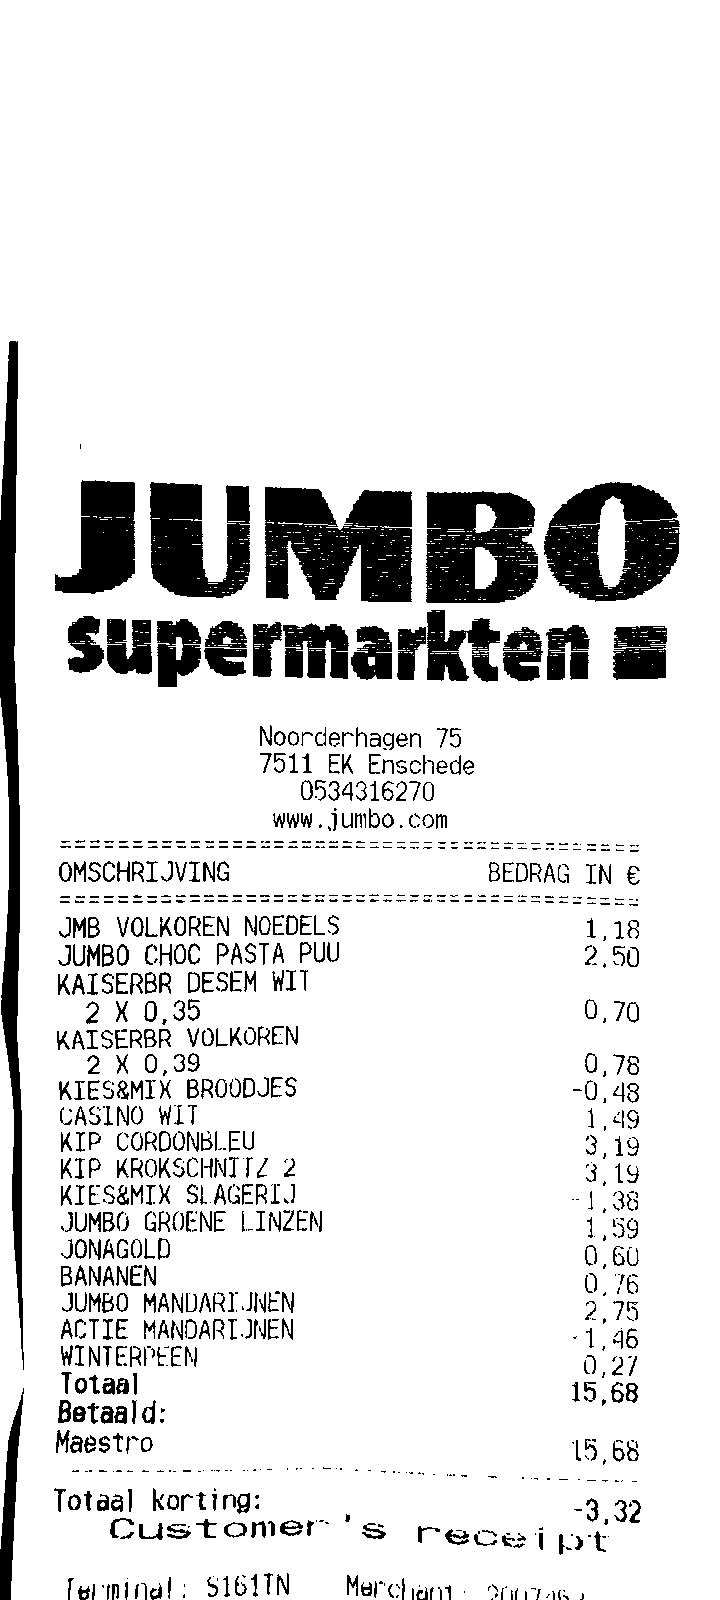 JUMBO
supermarkten
Noorderhagen 75
7511 EK Enschede
0534316270
www.jumbo.com
========================================
OMSCHRIJVING BEDRAG IN €
========================================
JMB VOLKOREN NOEDELS 1,18
JUMBO CHOC PASTA PUU 2,50
KAISERBR DESEM WIT
2 X 0,35 0,70
KAISERBR VOLKOREN
2 X 0,39 0,78
KIES&MIX BROODJES -0,48
CASINO WIT 1,49
KIP CORDONBLEU 3,19
KIP KROKSCHNITZ 2 3,19
KIES&MIX SLAGERIJ -1,38
JUMBO GROENE LINZEN 1,59
JONAGOLD 0,60
BANANEN 0,76
JUMBO MANDARIJNEN 2,75
ACTIE MANDARIJNEN -1,46
WINTERPEEN 0,27
Totaal 15,68
Betaald:
Maestro 15,68
Totaal korting: -3,32
Customer's receipt
Terminal: S161TN Merchant: